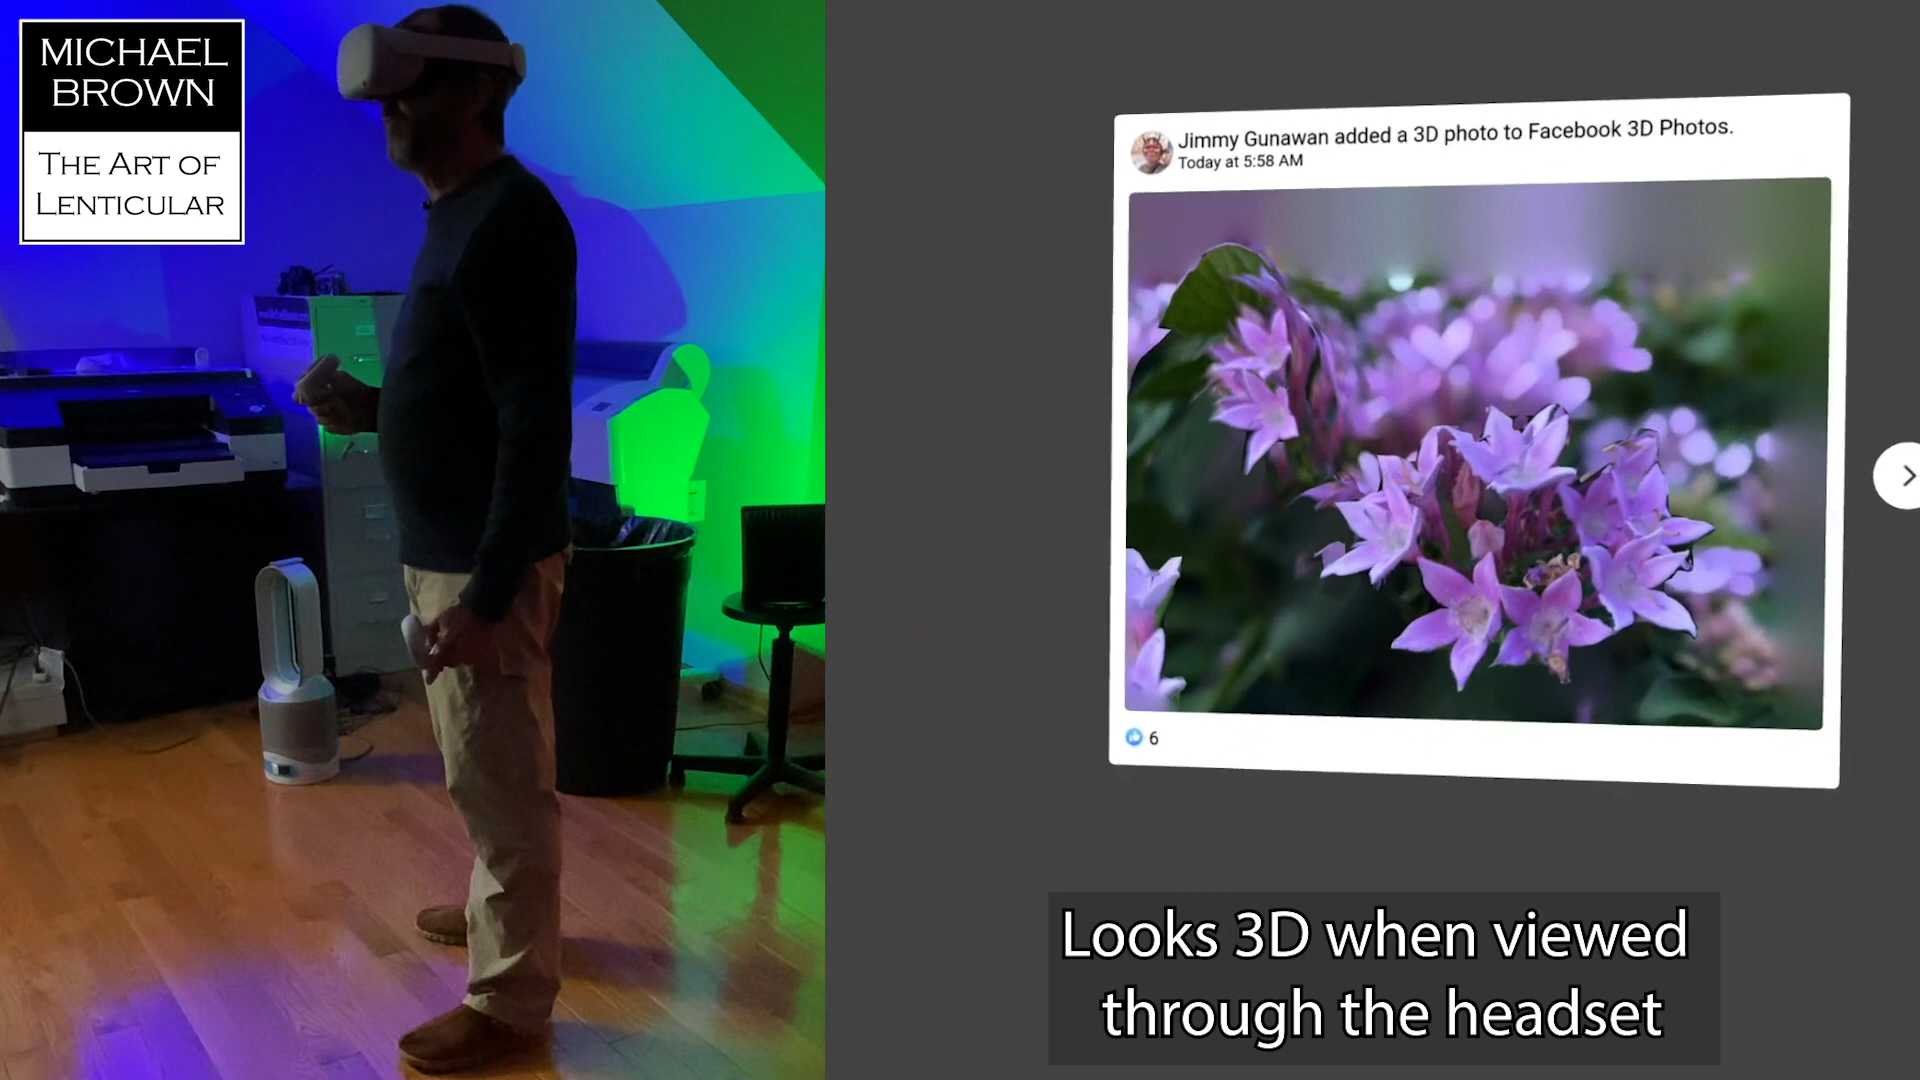 MICHAEL
BROWN
THE ART OF
LENTICULAR
Jimmy Gunawan added a 3D photo to Facebook 3D Photos.
Today at 5:58 AM
6
Looks 3D when viewed
through the headset